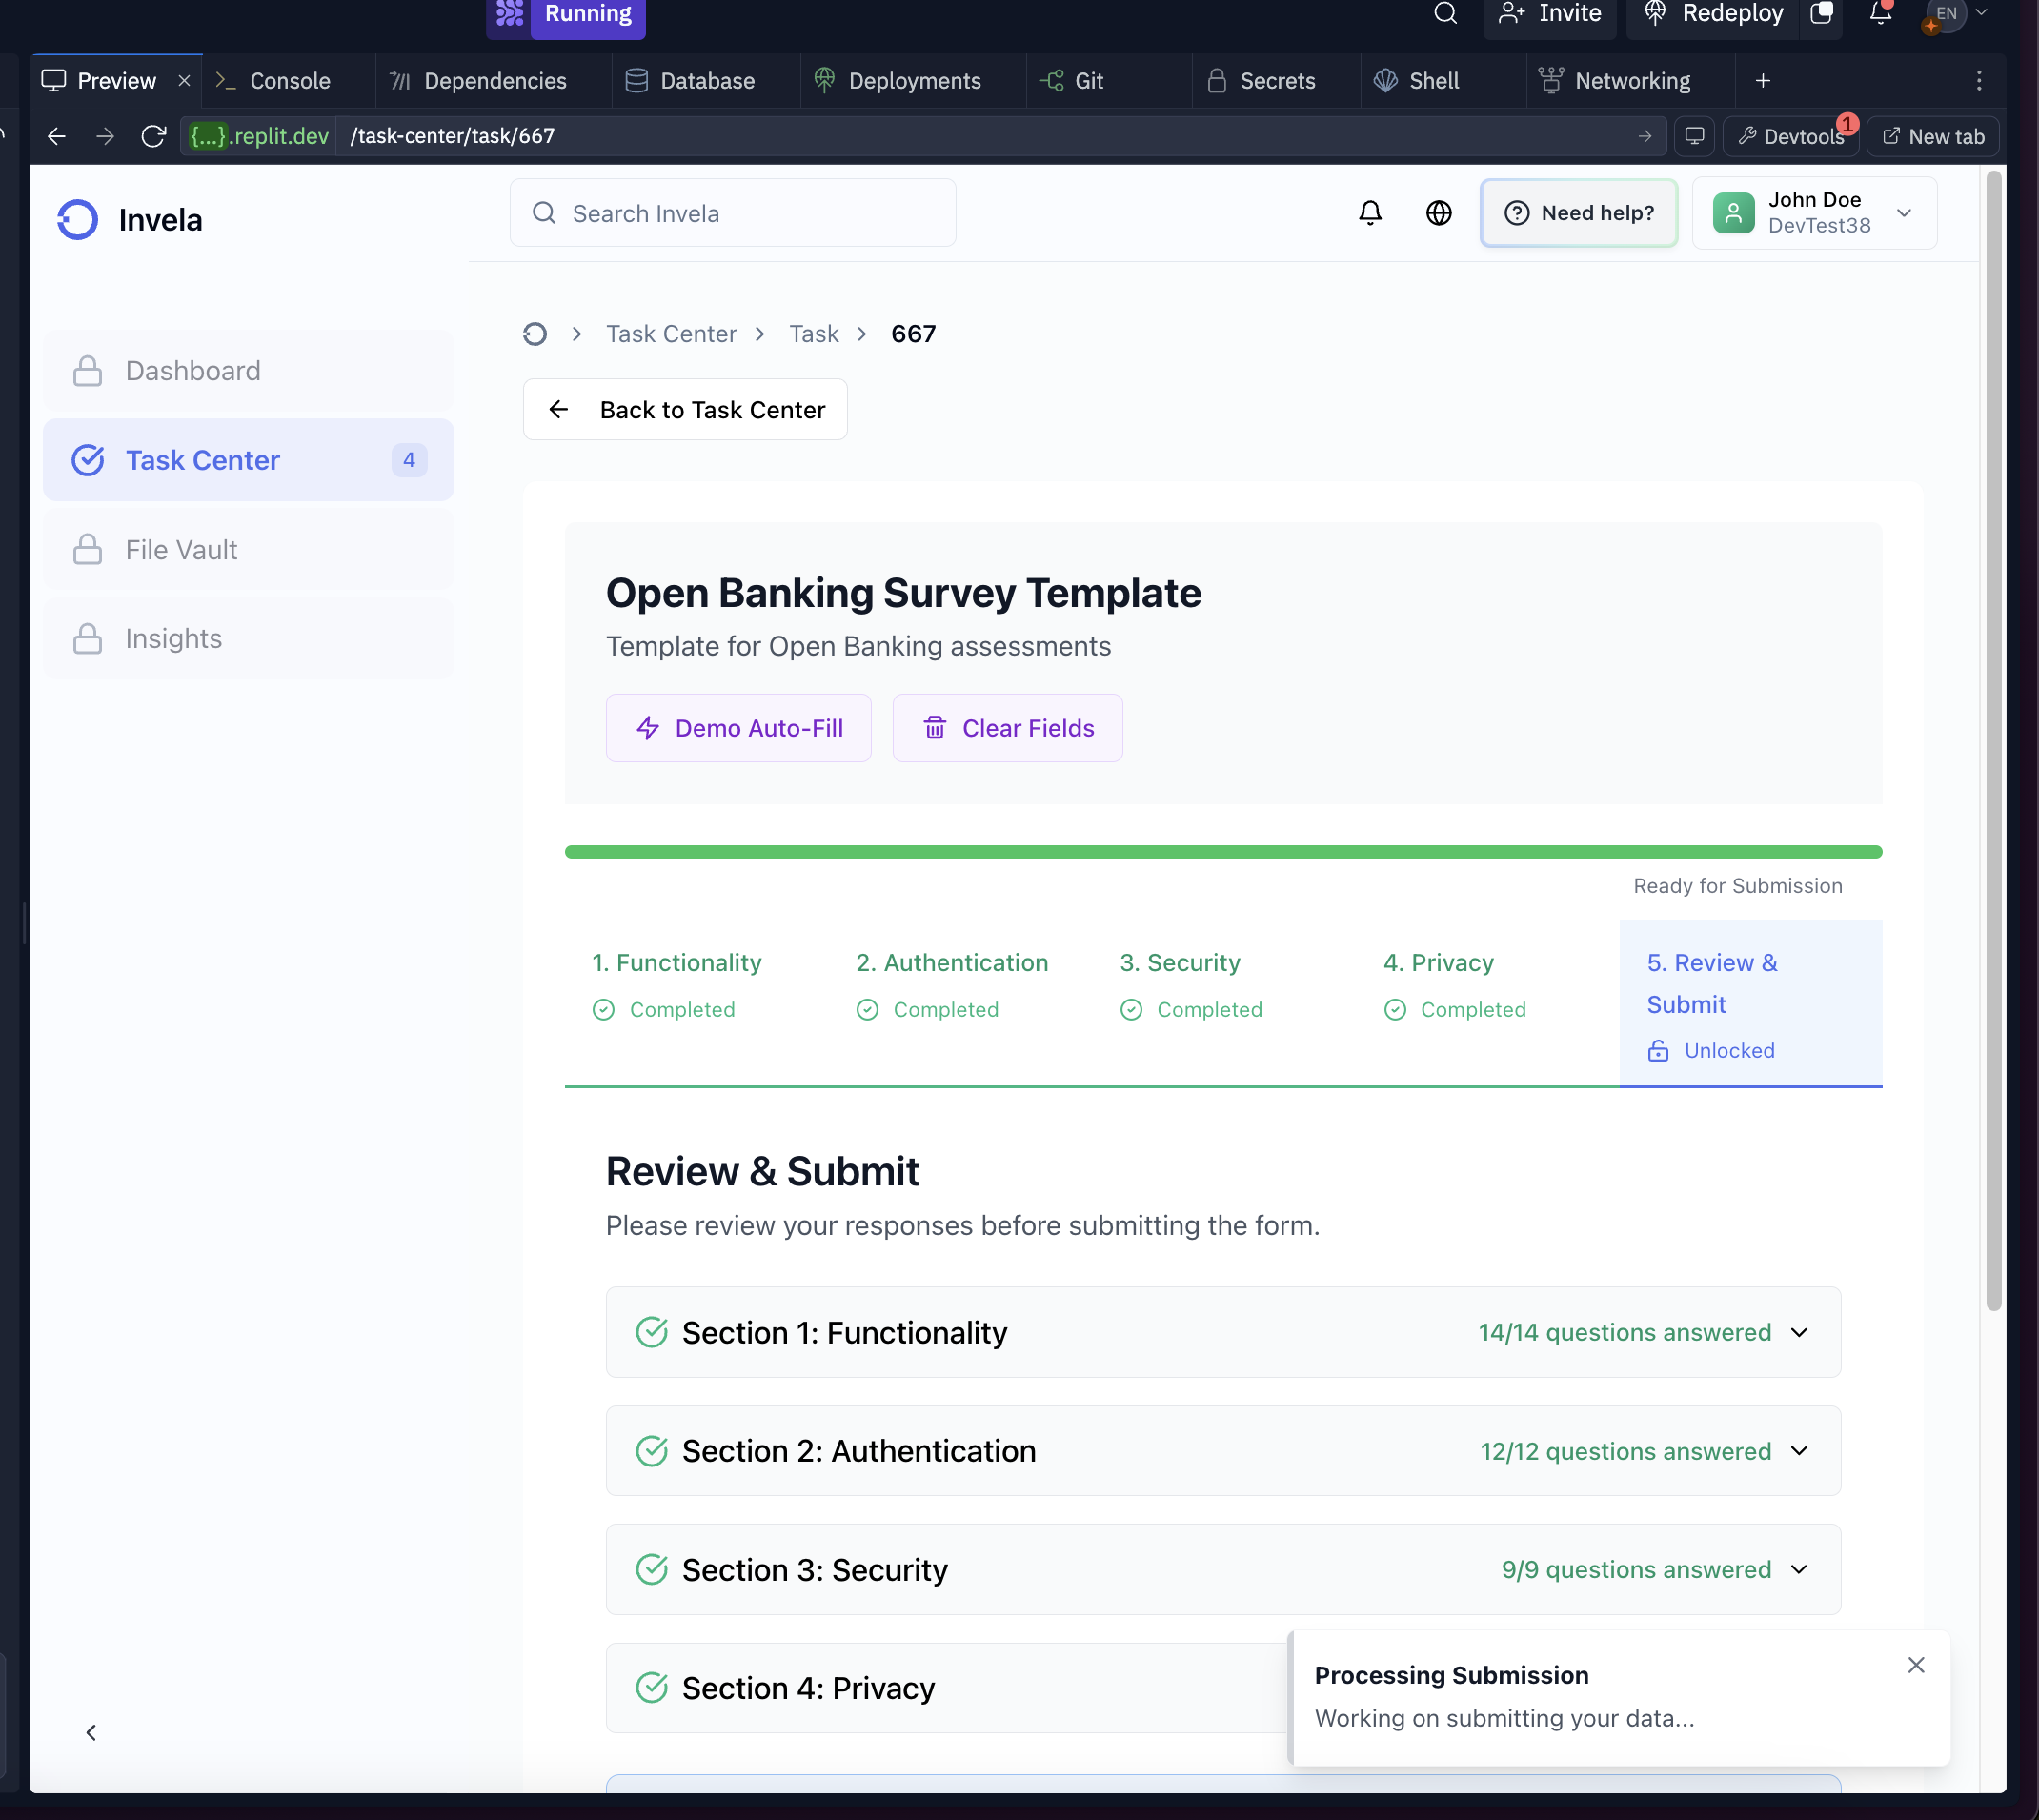 Running
Invite
Redeploy
EN
Preview
Console
Dependencies
Database
Deployments
Git
Secrets
Shell
Networking
{...}.replit.dev
/task-center/task/667
Devtools
1
New tab
Invela
Search Invela
Need help?
John Doe
DevTest38
Dashboard
Task Center
4
File Vault
Insights
Task Center
Task
667
Back to Task Center
Open Banking Survey Template
Template for Open Banking assessments
Demo Auto-Fill
Clear Fields
Ready for Submission
1. Functionality
Completed
2. Authentication
Completed
3. Security
Completed
4. Privacy
Completed
5. Review &
Submit
Unlocked
Review & Submit
Please review your responses before submitting the form.
Section 1: Functionality
14/14 questions answered
Section 2: Authentication
12/12 questions answered
Section 3: Security
9/9 questions answered
Section 4: Privacy
Processing Submission
Working on submitting your data...